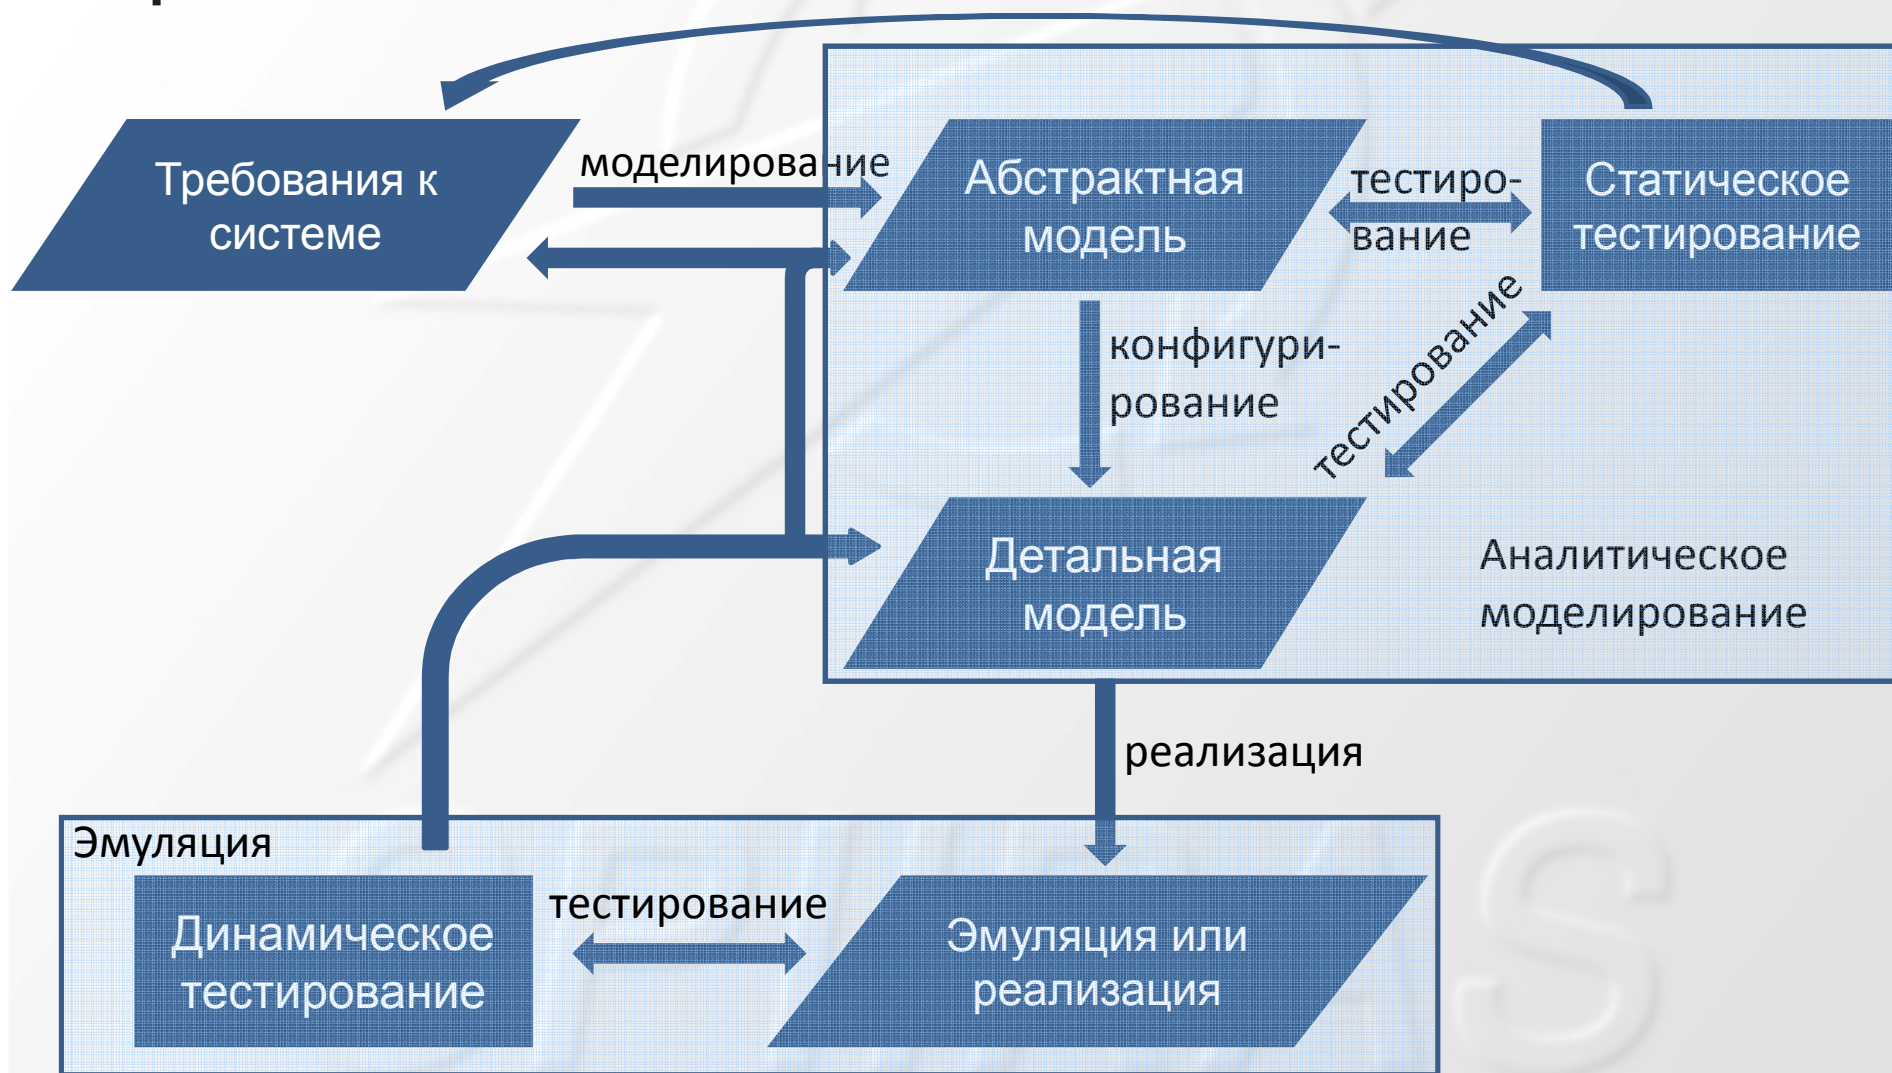 Требования к
системе
моделирование
Абстрактная
модель
тестиро-
вание
Статическое
тестирование
конфигури-
рование
тестирование
Детальная
модель
Аналитическое
моделирование
реализация
Эмуляция
Динамическое
тестирование
тестирование
Эмуляция или
реализация